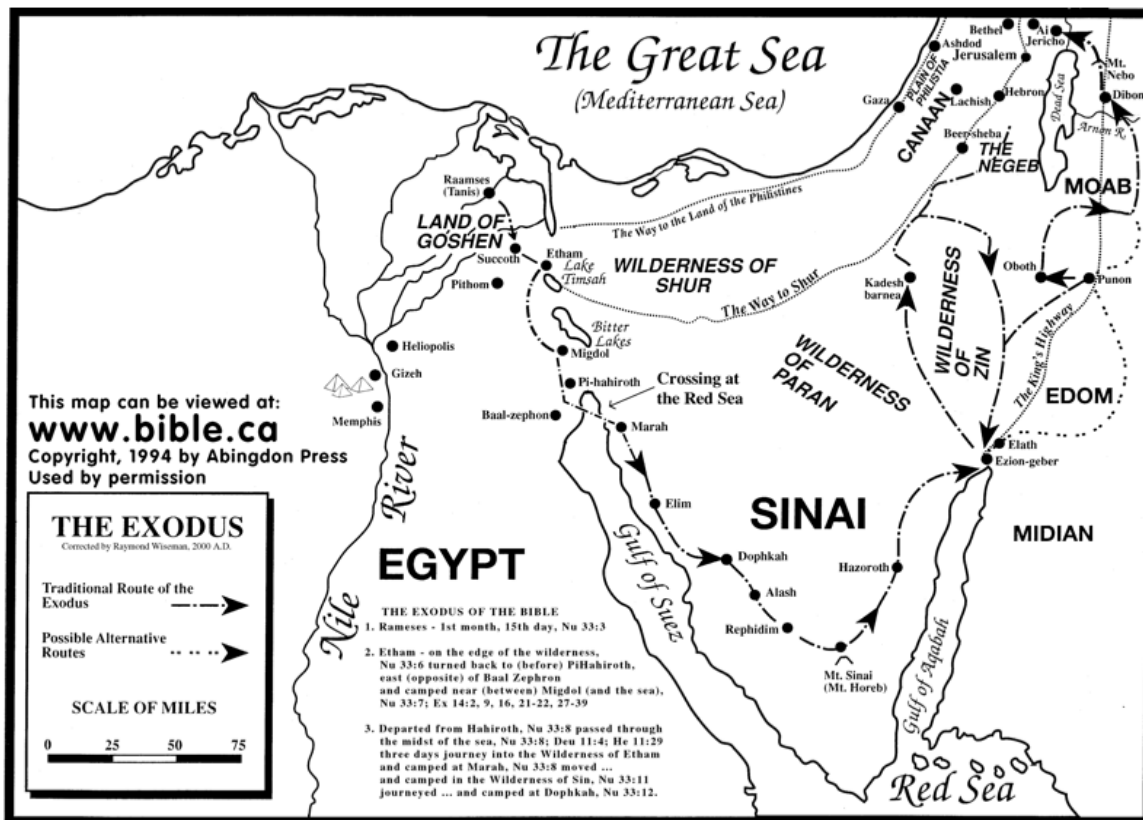 The Great Sea
(Mediterranean Sea)
Bethel
Ai
Jericho
Ashdod
Jerusalem
Mt.
Nebo
PLAIN OF
PHILISTIA
Gaza
Lachish
Hebron
Dead Sea
Dibon
Arnon R.
CANAAN
Beer-sheba
THE
NEGEB
MOAB
Raamses
(Tanis)
LAND OF
GOSHEN
The Way to the Land of the Philistines
Succoth
Etham
Lake
Timsah
WILDERNESS OF
SHUR
Pithom
The Way to Shur
Kadesh
barnea
WILDERNESS
OF
ZIN
Oboth
Punon
Bitter
Lakes
Heliopolis
Migdol
Gizeh
Pi-hahiroth
Crossing at
the Red Sea
WILDERNESS
OF
PARAN
The King's Highway
EDOM
Memphis
Baal-zephon
Marah
Elath
Ezion-geber
This map can be viewed at:
www.bible.ca
Copyright, 1994 by Abingdon Press
Used by permission
THE EXODUS
Corrected by Raymond Wiseman, 2000 A.D.
Traditional Route of the
Exodus
Possible Alternative
Routes
SCALE OF MILES
0 25 50 75
Nile River
EGYPT
Elim
SINAI
MIDIAN
Gulf of Suez
Dophkah
Hazoroth
Alash
Rephidim
Mt. Sinai
(Mt. Horeb)
Gulf of Aqabah
Red Sea
THE EXODUS OF THE BIBLE
1. Rameses - 1st month, 15th day, Nu 33:3
2. Etham - on the edge of the wilderness,
Nu 33:6 turned back to (before) PiHahiroth,
east (opposite) of Baal Zephron
and camped near (between) Migdol (and the sea),
Nu 33:7; Ex 14:2, 9, 16, 21-22, 27-39
3. Departed from Hahiroth, Nu 33:8 passed through
the midst of the sea, Nu 33:8; Deu 11:4; He 11:29
three days journey into the Wilderness of Etham
and camped at Marah, Nu 33:8 moved ...
and camped in the Wilderness of Sin, Nu 33:11
journeyed ... and camped at Dophkah, Nu 33:12.